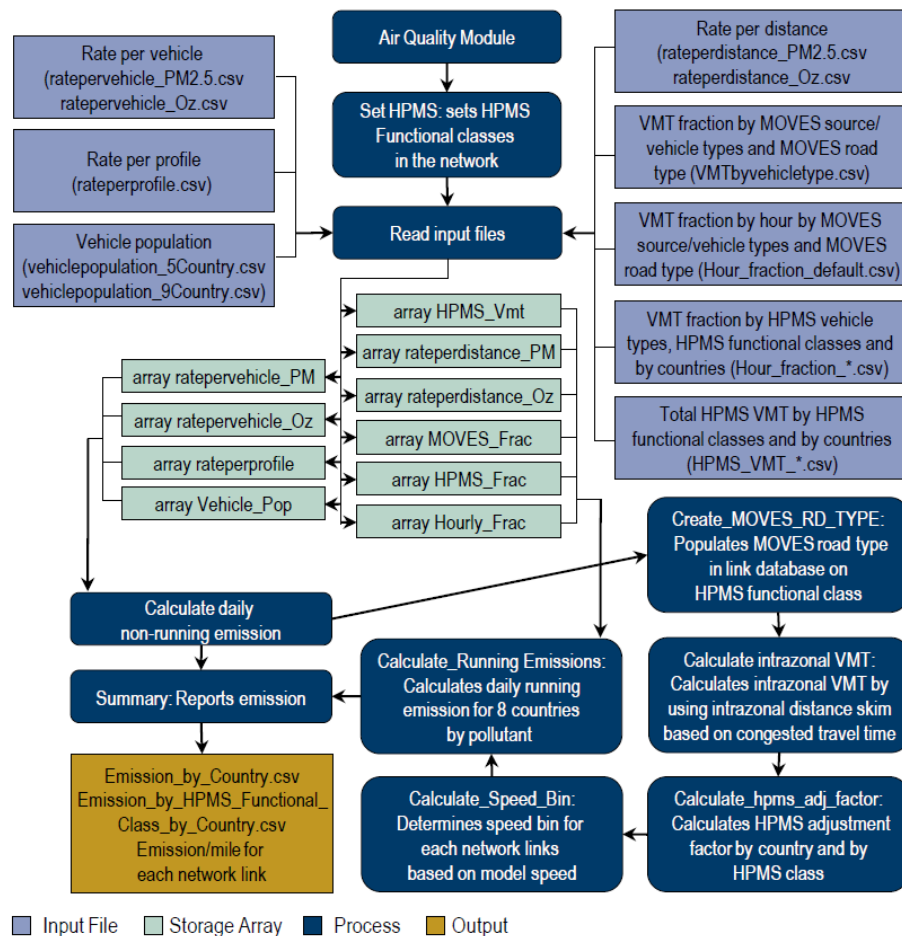 Rate per vehicle
(ratepervehicle_PM2.5.csv
ratepervehicle_Oz.csv
Rate per profile
(rateperprofile.csv)
Vehicle population
(vehiclepopulation_5Country.csv
vehiclepopulation_9Country.csv)
Air Quality Module
Set HPMS: sets HPMS
Functional classes
in the network
Read input files
Rate per distance
(rateperdistance_PM2.5.csv
rateperdistance_Oz.csv
VMT fraction by MOVES source/
vehicle types and MOVES road
type (VMTbyvehicletype.csv)
VMT fraction by hour by MOVES
source/vehicle types and MOVES
road type (Hour_fraction_default.csv)
VMT fraction by HPMS vehicle
types, HPMS functional classes and
by countries (Hour_fraction_*.csv)
Total HPMS VMT by HPMS
functional classes and by countries
(HPMS_VMT_*.csv)
array HPMS_Vmt
array rateperdistance_PM
array rateperdistance_Oz
array MOVES_Frac
array HPMS_Frac
array Hourly_Frac
array ratepervehicle_PM
array ratepervehicle_Oz
array rateperprofile
array Vehicle_Pop
Calculate daily
non-running emission
Summary: Reports emission
Emission_by_Country.csv
Emission_by_HPMS_Functional_
Class_by_Country.csv
Emission/mile for
each network link
Calculate_Running Emissions:
Calculates daily running
emission for 8 countries
by pollutant
Calculate_Speed_Bin:
Determines speed bin for
each network links
based on model speed
Create_MOVES_RD_TYPE:
Populates MOVES road type
in link database on
HPMS functional class
Calculate intrazonal VMT:
Calculates intrazonal VMT by
using intrazonal distance skim
based on congested travel time
Calculate_hpms_adj_factor:
Calculates HPMS adjustment
factor by country and by
HPMS class
Input File
Storage Array
Process
Output